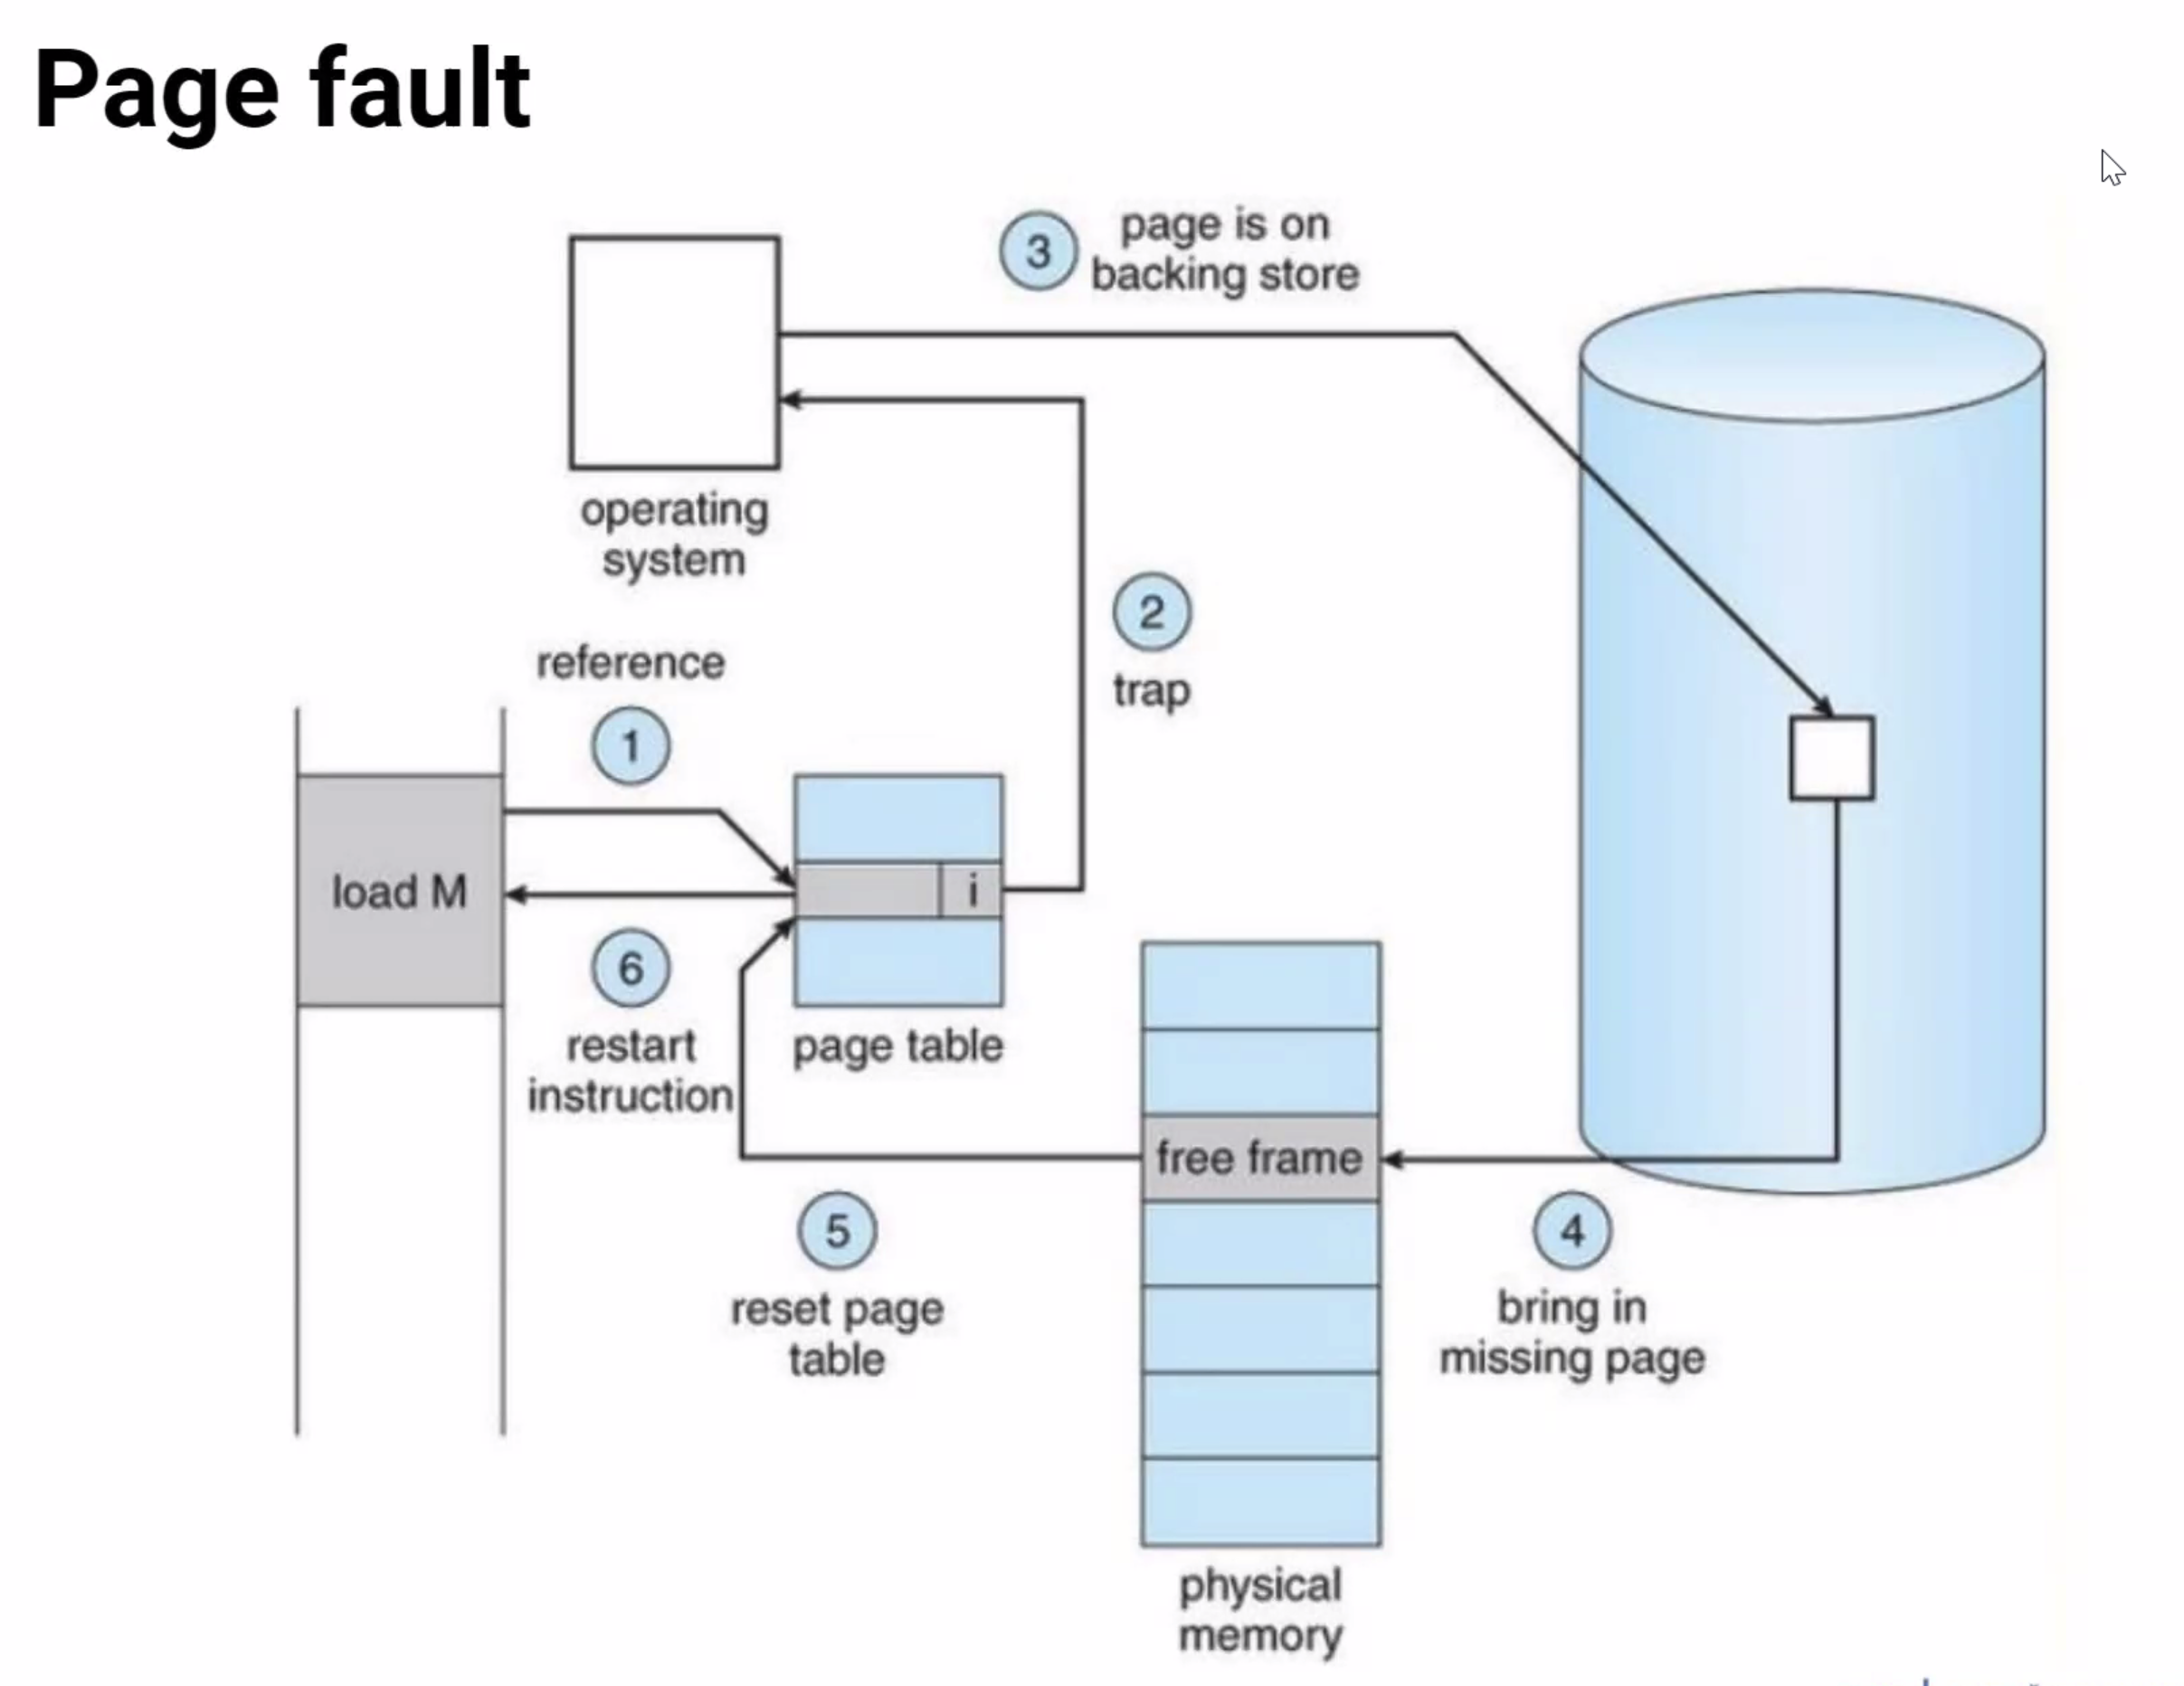 Page fault
3
page is on
backing store
operating
system
2
trap
reference
1
load M
i
6
restart
instruction
page table
free frame
5
reset page
table
4
bring in
missing page
physical
memory